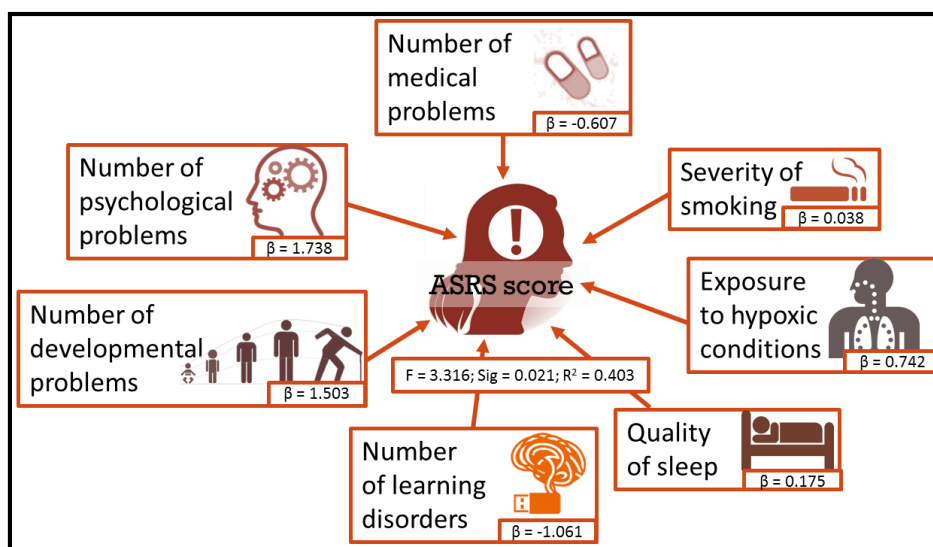 Number of
medical
problems
β = -0.607
Number of
psychological
problems
β = 1.738
Severity of
smoking
β = 0.038
ASRS score
Exposure
to hypoxic
conditions
β = 0.742
Number of
developmental
problems
β = 1.503
F = 3.316; Sig = 0.021; R² = 0.403
Quality
of sleep
β = 0.175
Number
of learning
disorders
β = -1.061